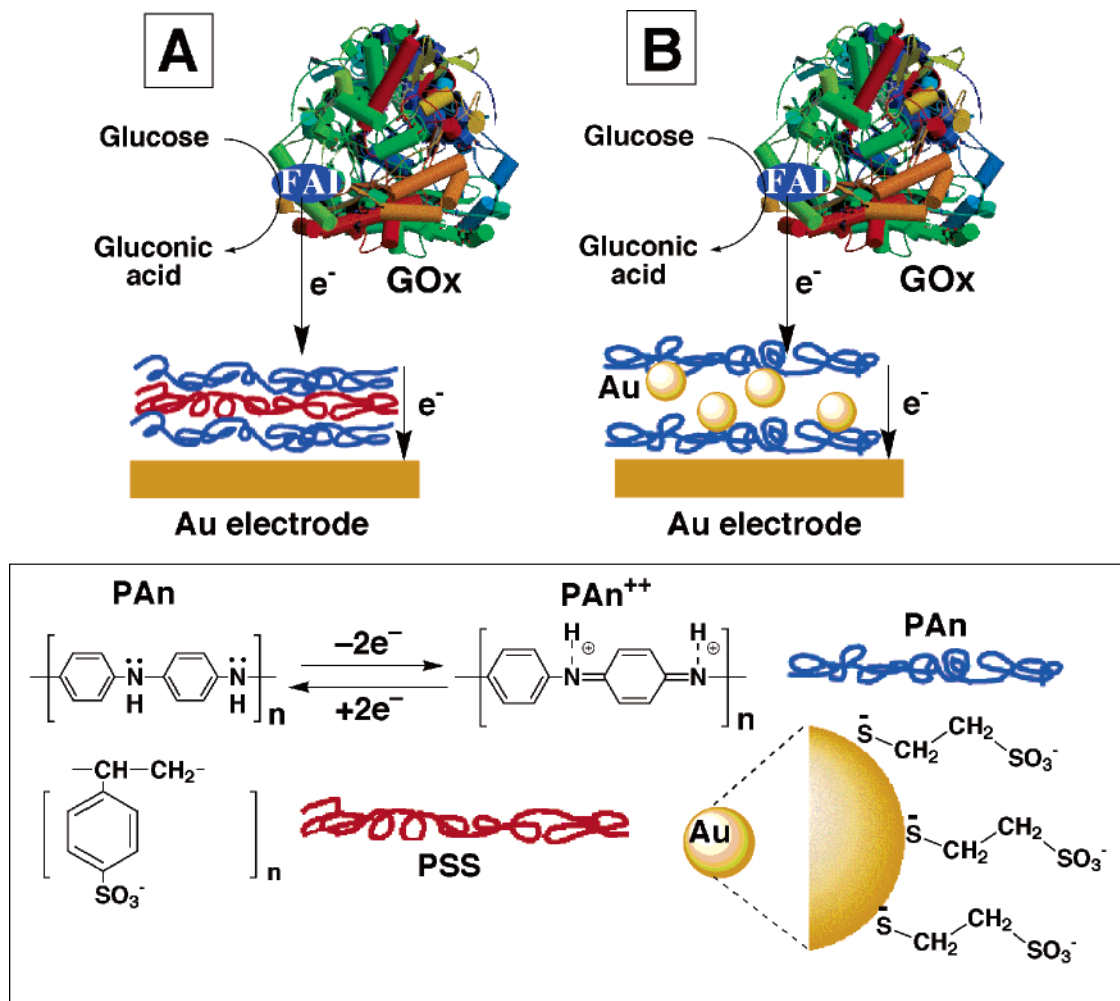 A
Glucose
FAD
Gluconic
acid
e⁻
GOx
e⁻
Au electrode
B
Glucose
FAD
Gluconic
acid
e⁻
GOx
Au
e⁻
Au electrode
PAn
–2e⁻
+2e⁻
PAn⁺⁺
PAn
N
H
N
H
n
H
⊕
N
H
⊕
N
n
CH–CH₂–
SO₃⁻
n
PSS
Au
S̄
CH₂
CH₂
SO₃⁻
S̄
CH₂
CH₂
SO₃⁻
S̄
CH₂
CH₂
SO₃⁻